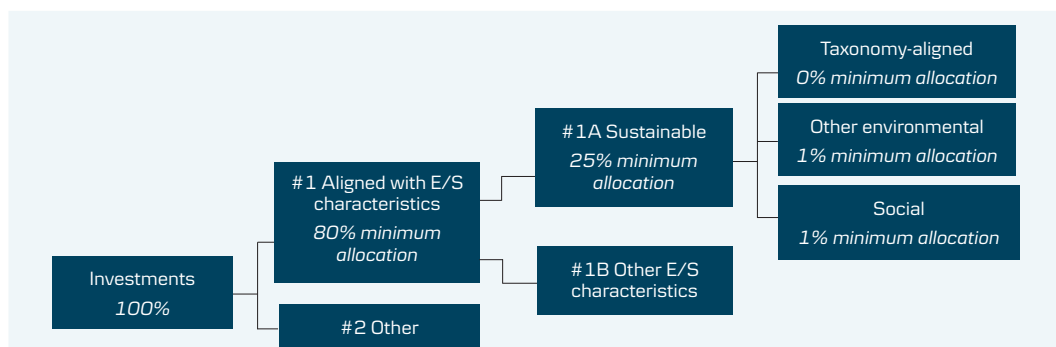 Investments
100%
#1 Aligned with E/S
characteristics
80% minimum
allocation
#2 Other
#1A Sustainable
25% minimum
allocation
#1B Other E/S
characteristics
Taxonomy-aligned
0% minimum allocation
Other environmental
1% minimum allocation
Social
1% minimum allocation